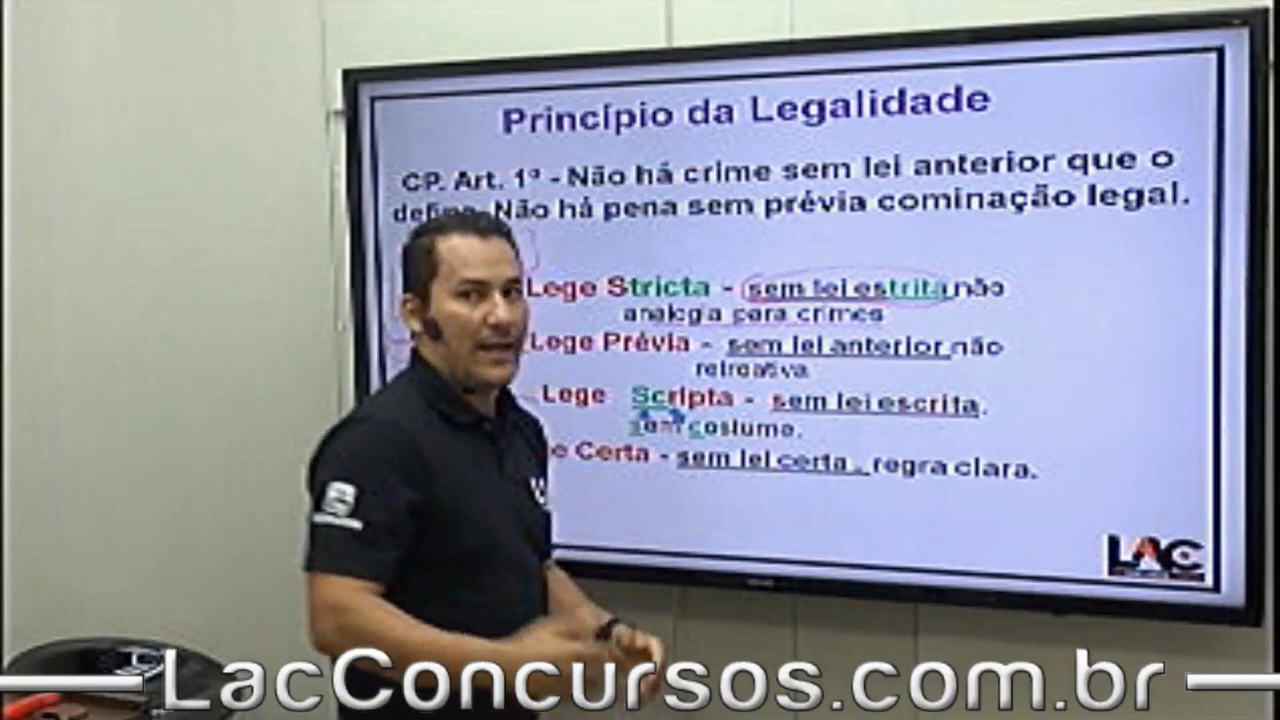 Princípio da Legalidade
CP. Art. 1º - Não há crime sem lei anterior que o
define. Não há pena sem prévia cominação legal.
Lege Stricta - sem lei estrita não
analogia para crimes
Lege Prévia - sem lei anterior não
retroativa
Lege Scripta - sem lei escrita.
sem costume.
e Certa - sem lei certa, regra clara.
LAC
LacConcursos.com.br